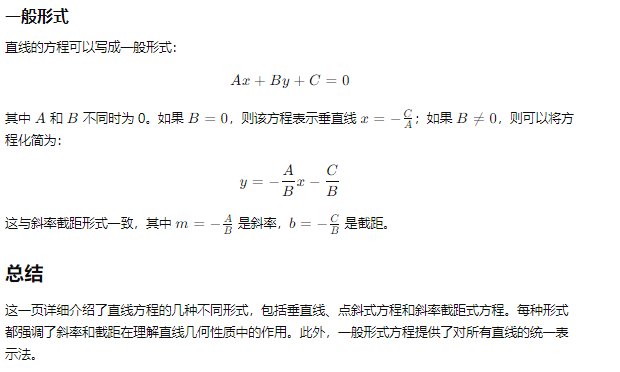 一般形式
直线的方程可以写成一般形式：
Ax + By + C = 0
其中 A 和 B 不同时为 0。如果 B = 0，则该方程表示垂直线 x = −C/A；如果 B ≠ 0，则可以将方
程化简为：
y = −A/B x − C/B
这与斜率截距形式一致，其中 m = −A/B 是斜率，b = −C/B 是截距。
总结
这一页详细介绍了直线方程的几种不同形式，包括垂直线、点斜式方程和斜率截距式方程。每种形式
都强调了斜率和截距在理解直线几何性质中的作用。此外，一般形式方程提供了对所有直线的统一表
示法。